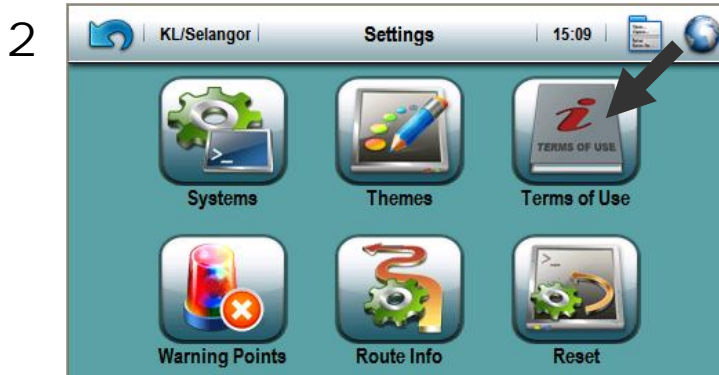 2
KL/Selangor Settings 15:09
TERMS OF USE
Systems Themes Terms of Use
Warning Points Route Info Reset